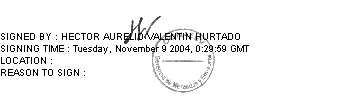 SIGNED BY : HECTOR AURELIO VALENTIN HURTADO
SIGNING TIME : Tuesday, November 9 2004, 0:29:59 GMT
LOCATION :
REASON TO SIGN :